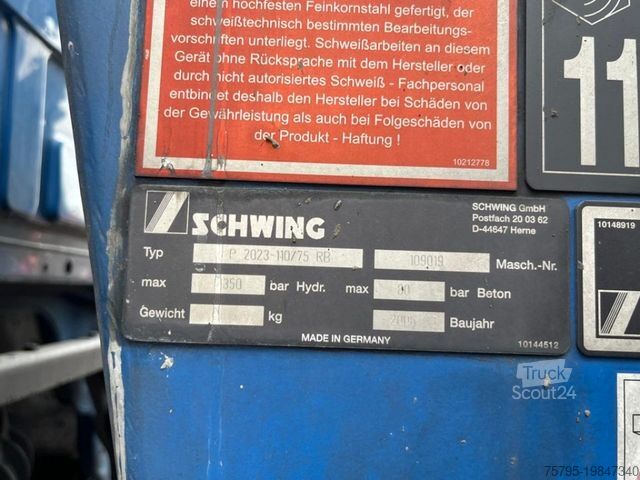 einem hochfesten Feinkornstahl gefertigt, der
schweißtechnisch bestimmten Bearbeitungs-
vorschriften unterliegt. Schweißarbeiten an diesem
Gerät ohne Rücksprache mit dem Hersteller oder
durch nicht autorisiertes Schweiß - Fachpersonal
entbindet deshalb den Hersteller bei Schäden von
der Gewährleistung als auch bei Folgeschäden von
der Produkt - Haftung !
10212778
11
SCHWING
SCHWING GmbH
Postfach 20 03 62
D-44647 Herne
Typ P 2023-110/75 RB 109019 Masch.-Nr.
max 350 bar Hydr. max bar Beton
Gewicht kg Baujahr
MADE IN GERMANY
10144512
10148919
Truck
Scout24
75795-19847340